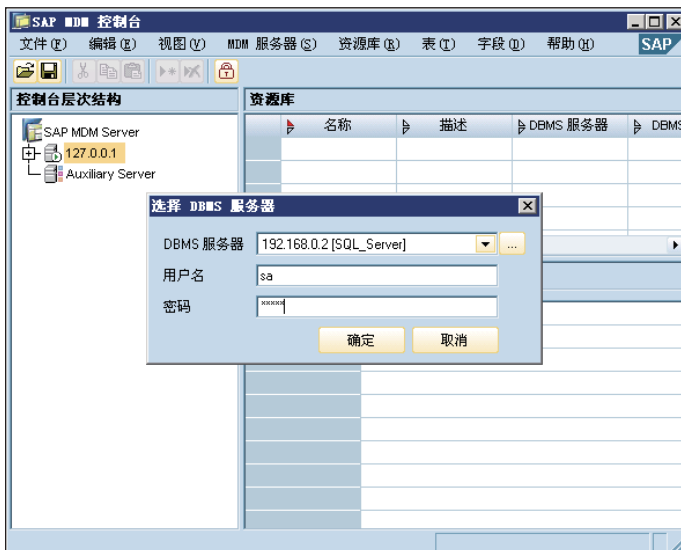 SAP MDM 控制台
文件(F) 编辑(E) 视图(V) MDM 服务器(S) 资源库(R) 表(T) 字段(D) 帮助(H) SAP
控制台层次结构
资源库
SAP MDM Server
127.0.0.1
Auxiliary Server
名称 描述 DBMS 服务器 DBMS
选择 DBMS 服务器
DBMS 服务器 192.168.0.2 [SQL_Server] ...
用户名 sa
密码 *****
确定 取消